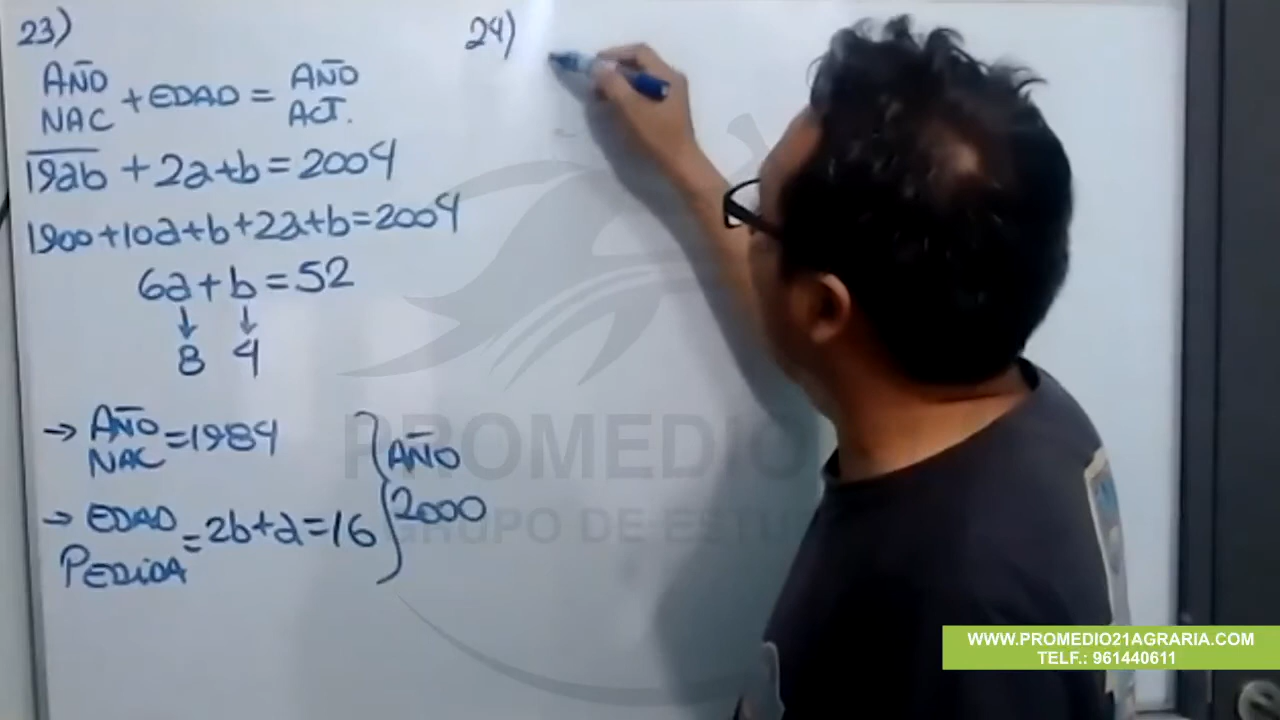 23)
AÑO
NAC + EDAD = AÑO
ACT.
19ab + 2a+b = 2004
1900+10a+b+2a+b=2004
6a+b=52
8 4
→ AÑO
NAC =1984
→ EDAD
PEDIDA = 2b+a=16
AÑO
2000
24)
PROMEDIO
GRUPO DE ESTU
WWW.PROMEDIO21AGRARIA.COM
TELF.: 961440611